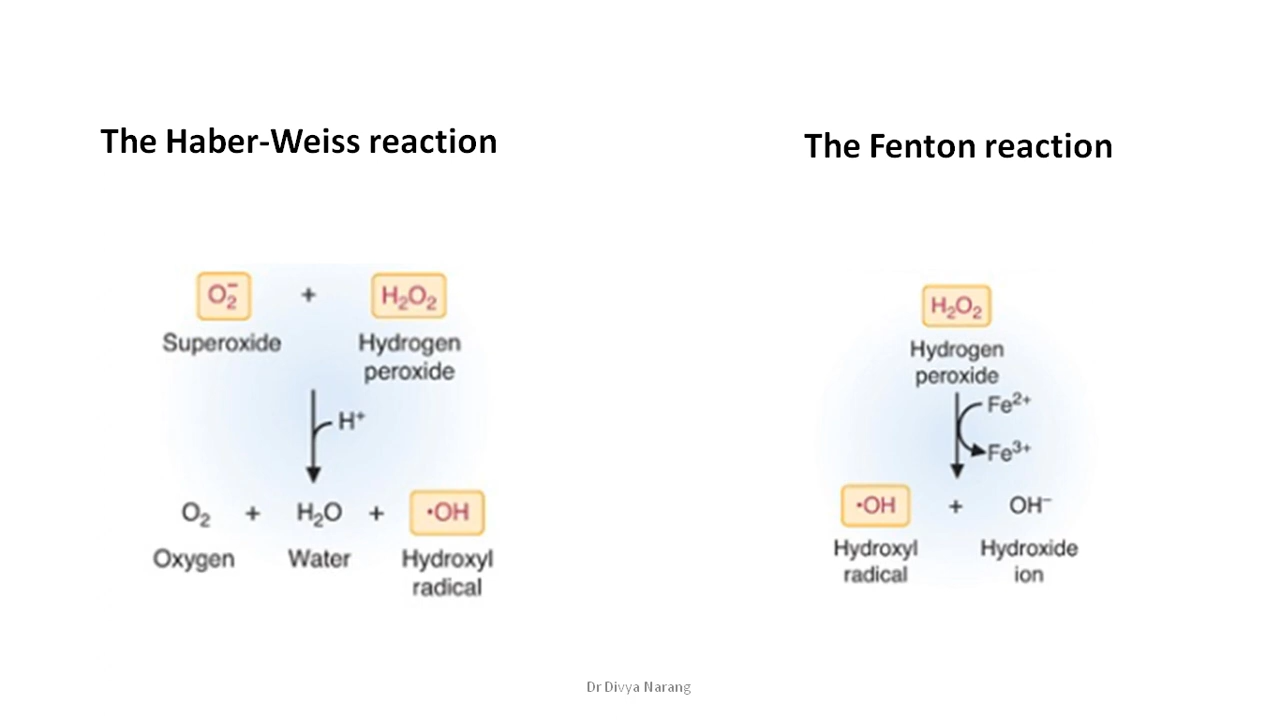 The Haber-Weiss reaction
O₂⁻ + H₂O₂
Superoxide Hydrogen
peroxide
H⁺
O₂ + H₂O + •OH
Oxygen Water Hydroxyl
radical
The Fenton reaction
H₂O₂
Hydrogen
peroxide
Fe²⁺
Fe³⁺
•OH + OH⁻
Hydroxyl Hydroxide
radical ion
Dr Divya Narang